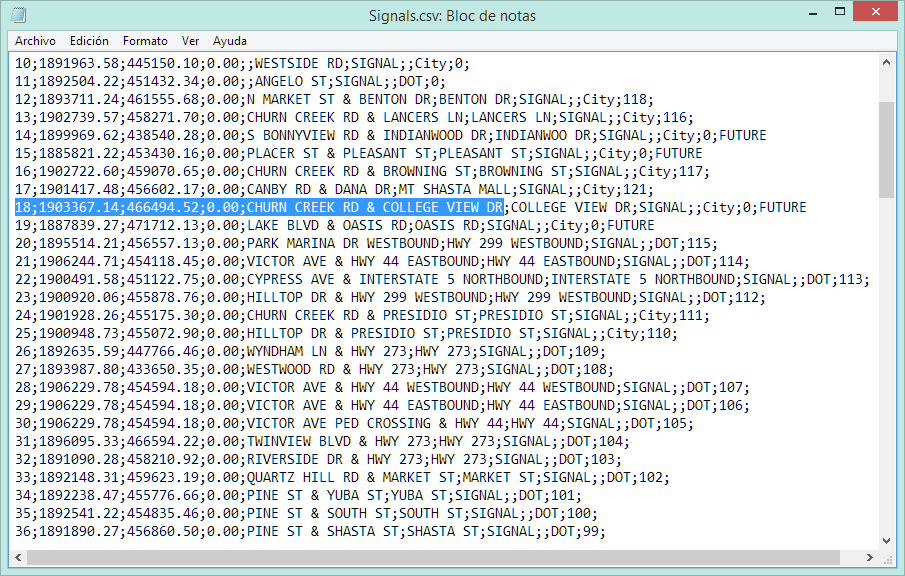 Signals.csv: Bloc de notas
Archivo Edición Formato Ver Ayuda
10;1891963.58;445150.10;0.00;;WESTSIDE RD;SIGNAL;;City;0;
11;1892504.22;451432.34;0.00;;ANGELO ST;SIGNAL;;DOT;0;
12;1893711.24;461555.68;0.00;N MARKET ST & BENTON DR;BENTON DR;SIGNAL;;City;118;
13;1902739.57;458271.70;0.00;CHURN CREEK RD & LANCERS LN;LANCERS LN;SIGNAL;;City;116;
14;1899969.62;438540.28;0.00;S BONNYVIEW RD & INDIANWOOD DR;INDIANWOO DR;SIGNAL;;City;0;FUTURE
15;1885821.22;453430.16;0.00;PLACER ST & PLEASANT ST;PLEASANT ST;SIGNAL;;City;0;FUTURE
16;1902722.60;459070.65;0.00;CHURN CREEK RD & BROWNING ST;BROWNING ST;SIGNAL;;City;117;
17;1901417.48;456602.17;0.00;CANBY RD & DANA DR;MT SHASTA MALL;SIGNAL;;City;121;
18;1903367.14;466494.52;0.00;CHURN CREEK RD & COLLEGE VIEW DR;COLLEGE VIEW DR;SIGNAL;;City;0;FUTURE
19;1887839.27;471712.13;0.00;LAKE BLVD & OASIS RD;OASIS RD;SIGNAL;;City;0;FUTURE
20;1895514.21;456557.13;0.00;PARK MARINA DR WESTBOUND;HWY 299 WESTBOUND;SIGNAL;;DOT;115;
21;1906244.71;454118.45;0.00;VICTOR AVE & HWY 44 EASTBOUND;HWY 44 EASTBOUND;SIGNAL;;DOT;114;
22;1900491.58;451122.75;0.00;CYPRESS AVE & INTERSTATE 5 NORTHBOUND;INTERSTATE 5 NORTHBOUND;SIGNAL;;DOT;113;
23;1900920.06;455878.76;0.00;HILLTOP DR & HWY 299 WESTBOUND;HWY 299 WESTBOUND;SIGNAL;;DOT;112;
24;1901928.26;455175.30;0.00;CHURN CREEK RD & PRESIDIO ST;PRESIDIO ST;SIGNAL;;City;111;
25;1900948.73;455072.90;0.00;HILLTOP DR & PRESIDIO ST;PRESIDIO ST;SIGNAL;;City;110;
26;1892635.59;447766.46;0.00;WYNDHAM LN & HWY 273;HWY 273;SIGNAL;;DOT;109;
27;1893987.80;433650.35;0.00;WESTWOOD RD & HWY 273;HWY 273;SIGNAL;;DOT;108;
28;1906229.78;454594.18;0.00;VICTOR AVE & HWY 44 WESTBOUND;HWY 44 WESTBOUND;SIGNAL;;DOT;107;
29;1906229.78;454594.18;0.00;VICTOR AVE & HWY 44 EASTBOUND;HWY 44 EASTBOUND;SIGNAL;;DOT;106;
30;1906229.78;454594.18;0.00;VICTOR AVE PED CROSSING & HWY 44;HWY 44;SIGNAL;;DOT;105;
31;1896095.33;466594.22;0.00;TWINVIEW BLVD & HWY 273;HWY 273;SIGNAL;;DOT;104;
32;1891090.28;458210.92;0.00;RIVERSIDE DR & HWY 273;HWY 273;SIGNAL;;DOT;103;
33;1892148.31;459623.19;0.00;QUARTZ HILL RD & MARKET ST;MARKET ST;SIGNAL;;DOT;102;
34;1892238.47;455776.66;0.00;PINE ST & YUBA ST;YUBA ST;SIGNAL;;DOT;101;
35;1892541.22;454835.46;0.00;PINE ST & SOUTH ST;SOUTH ST;SIGNAL;;DOT;100;
36;1891890.27;456860.50;0.00;PINE ST & SHASTA ST;SHASTA ST;SIGNAL;;DOT;99;